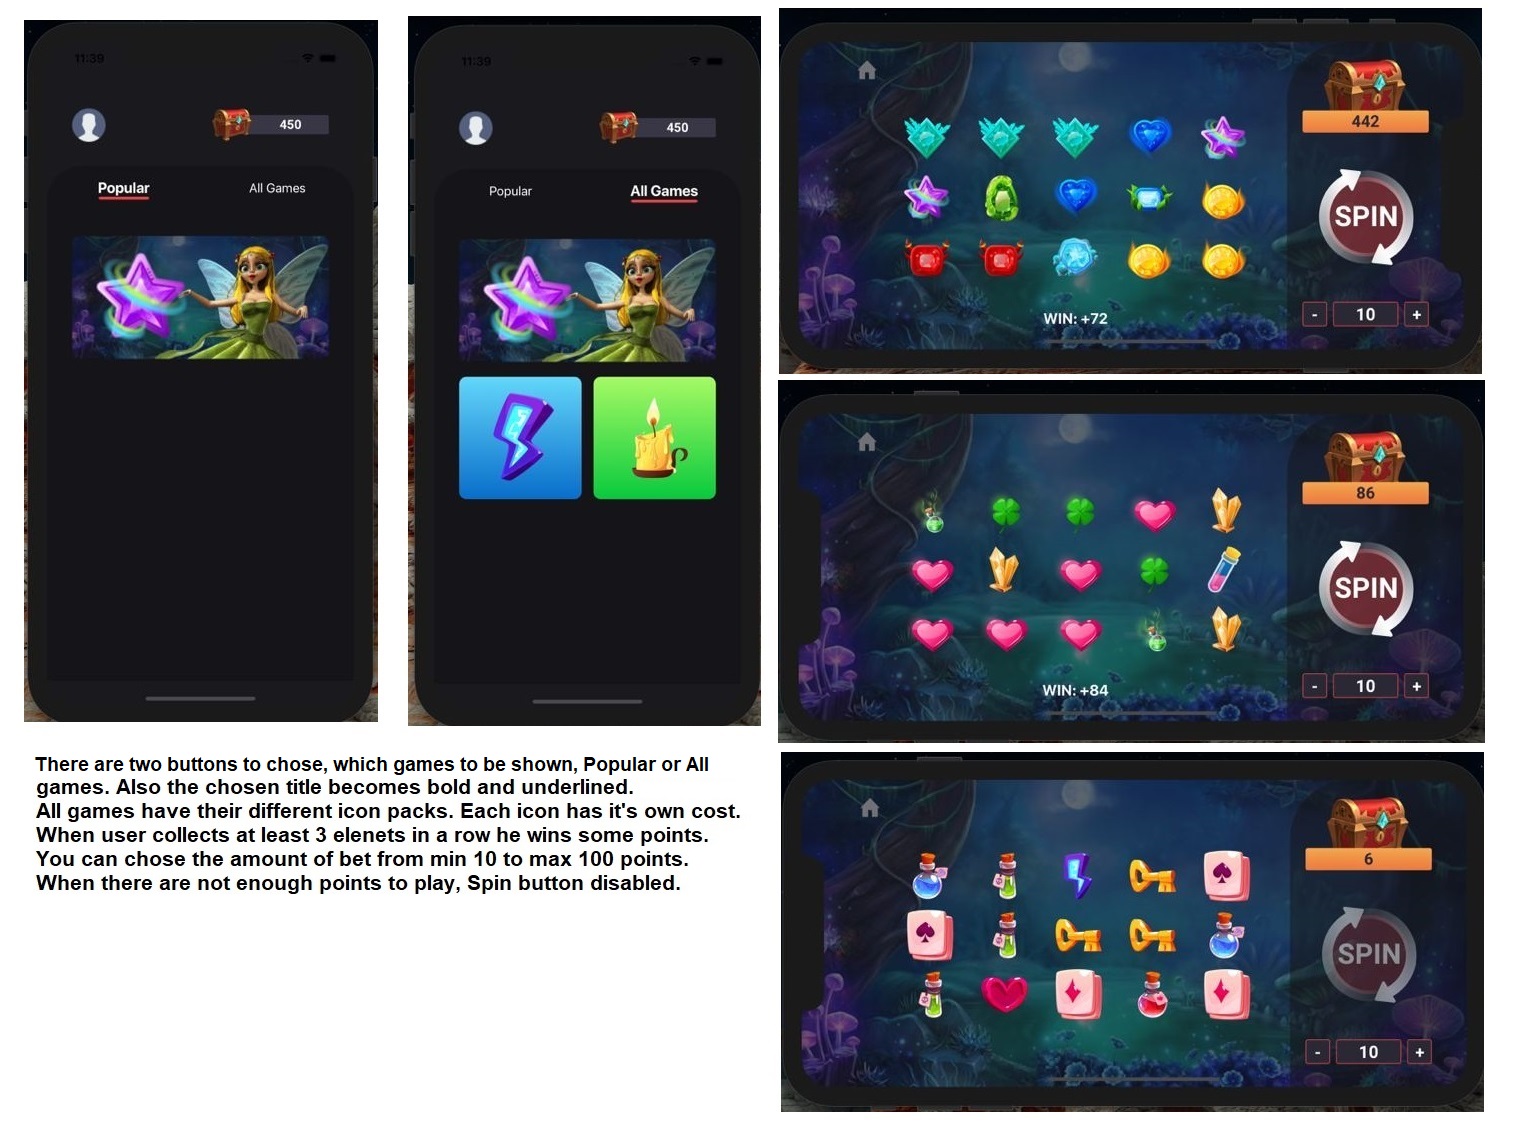 11:39
450
Popular
All Games
11:39
450
Popular
All Games
442
SPIN
- 10 +
WIN: +72
86
SPIN
- 10 +
WIN: +84
6
SPIN
- 10 +
There are two buttons to chose, which games to be shown, Popular or All
games. Also the chosen title becomes bold and underlined.
All games have their different icon packs. Each icon has it's own cost.
When user collects at least 3 elenets in a row he wins some points.
You can chose the amount of bet from min 10 to max 100 points.
When there are not enough points to play, Spin button disabled.